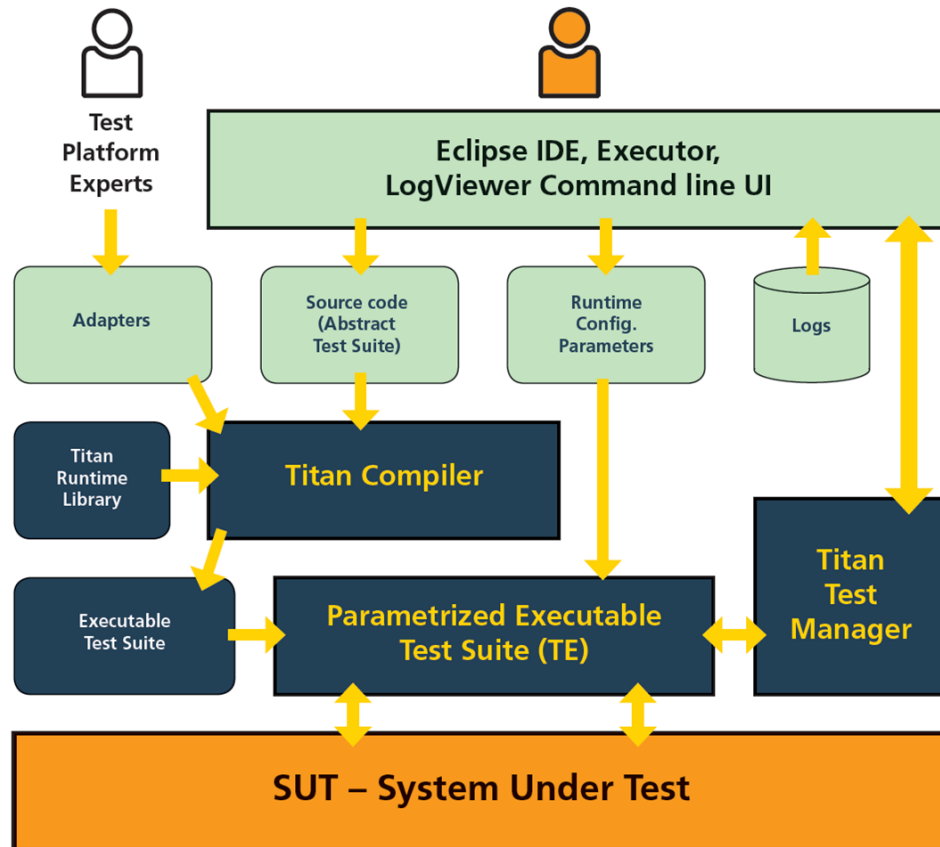 Test
Platform
Experts
Eclipse IDE, Executor,
LogViewer Command line UI
Adapters
Source code
(Abstract
Test Suite)
Runtime
Config.
Parameters
Logs
Titan
Runtime
Library
Titan Compiler
Titan
Test
Manager
Executable
Test Suite
Parametrized Executable
Test Suite (TE)
SUT – System Under Test